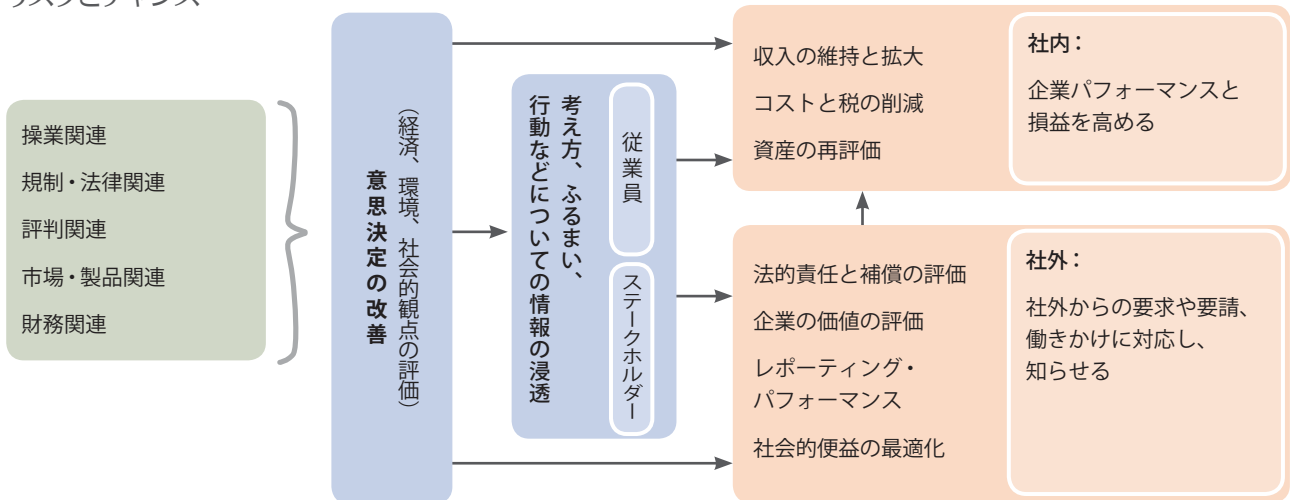 リスクとチャンス
操業関連
規制・法律関連
評判関連
市場・製品関連
財務関連
意思決定の改善
（経済、環境、社会的観点の評価）
考え方、ふるまい、
行動などについての情報の浸透
従業員
ステークホルダー
収入の維持と拡大
コストと税の削減
資産の再評価
社内：
企業パフォーマンスと
損益を高める
法的責任と補償の評価
企業の価値の評価
レポーティング・
パフォーマンス
社会的便益の最適化
社外：
社外からの要求や要請、
働きかけに対応し、
知らせる